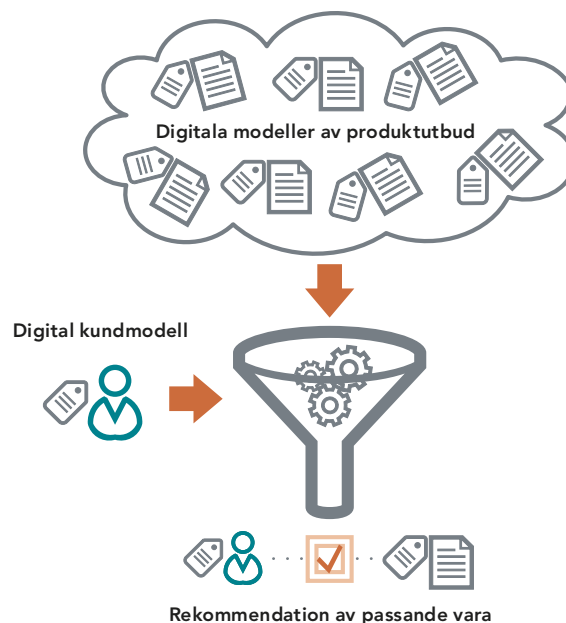 Digitala modeller av produktutbud
Digital kundmodell
Rekommendation av passande vara